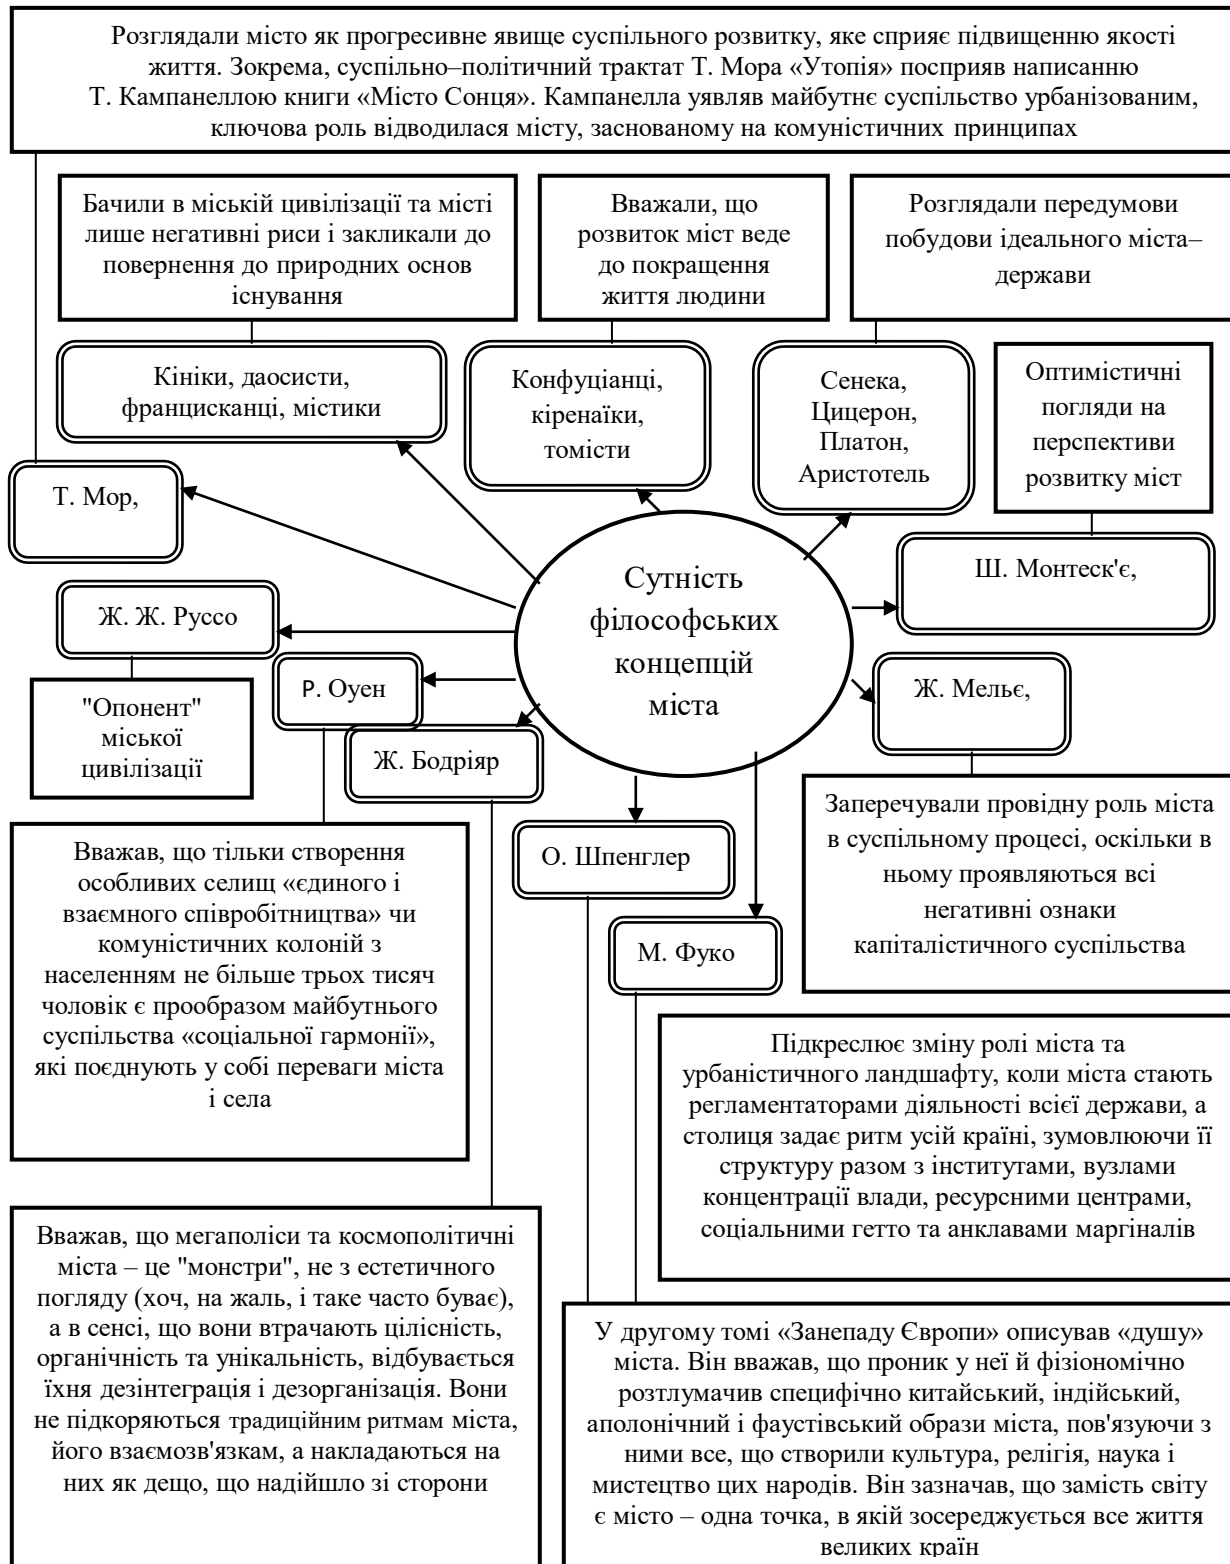 Розглядали місто як прогресивне явище суспільного розвитку, яке сприяє підвищенню якості
життя. Зокрема, суспільно–політичний трактат Т. Мора «Утопія» посприяв написанню
Т. Кампанеллою книги «Місто Сонця». Кампанелла уявляв майбутнє суспільство урбанізованим,
ключова роль відводилася місту, заснованому на комуністичних принципах
Бачили в міській цивілізації та місті
лише негативні риси і закликали до
повернення до природних основ
існування
Вважали, що
розвиток міст веде
до покращення
життя людини
Розглядали передумови
побудови ідеального міста–
держави
Кініки, даосисти,
францисканці, містики
Конфуціанці,
кіренаїки,
томісти
Сенека,
Цицерон,
Платон,
Аристотель
Оптимістичні
погляди на
перспективи
розвитку міст
Т. Мор,
Ш. Монтеск'є,
Сутність
філософських
концепцій
міста
Ж. Ж. Руссо
Р. Оуен
Ж. Мельє,
"Опонент"
міської
цивілізації
Ж. Бодріяр
О. Шпенглер
М. Фуко
Заперечували провідну роль міста
в суспільному процесі, оскільки в
ньому проявляються всі
негативні ознаки
капіталістичного суспільства
Вважав, що тільки створення
особливих селищ «єдиного і
взаємного співробітництва» чи
комуністичних колоній з
населенням не більше трьох тисяч
чоловік є прообразом майбутнього
суспільства «соціальної гармонії»,
які поєднують у собі переваги міста
і села
Підкреслює зміну ролі міста та
урбаністичного ландшафту, коли міста стають
регламентаторами діяльності всієї держави, а
столиця задає ритм усій країні, зумовлюючи її
структуру разом з інститутами, вузлами
концентрації влади, ресурсними центрами,
соціальними гетто та анклавами маргіналів
Вважав, що мегаполіси та космополітичні
міста – це "монстри", не з естетичного
погляду (хоч, на жаль, і таке часто буває),
а в сенсі, що вони втрачають цілісність,
органічність та унікальність, відбувається
їхня дезінтеграція і дезорганізація. Вони
не підкоряються традиційним ритмам міста,
його взаємозв'язкам, а накладаються на
них як дещо, що надійшло зі сторони
У другому томі «Занепаду Європи» описував «душу»
міста. Він вважав, що проник у неї й фізіономічно
розтлумачив специфічно китайський, індійський,
аполонічний і фаустівський образи міста, пов'язуючи з
ними все, що створили культура, релігія, наука і
мистецтво цих народів. Він зазначав, що замість світу
є місто – одна точка, в якій зосереджується все життя
великих країн